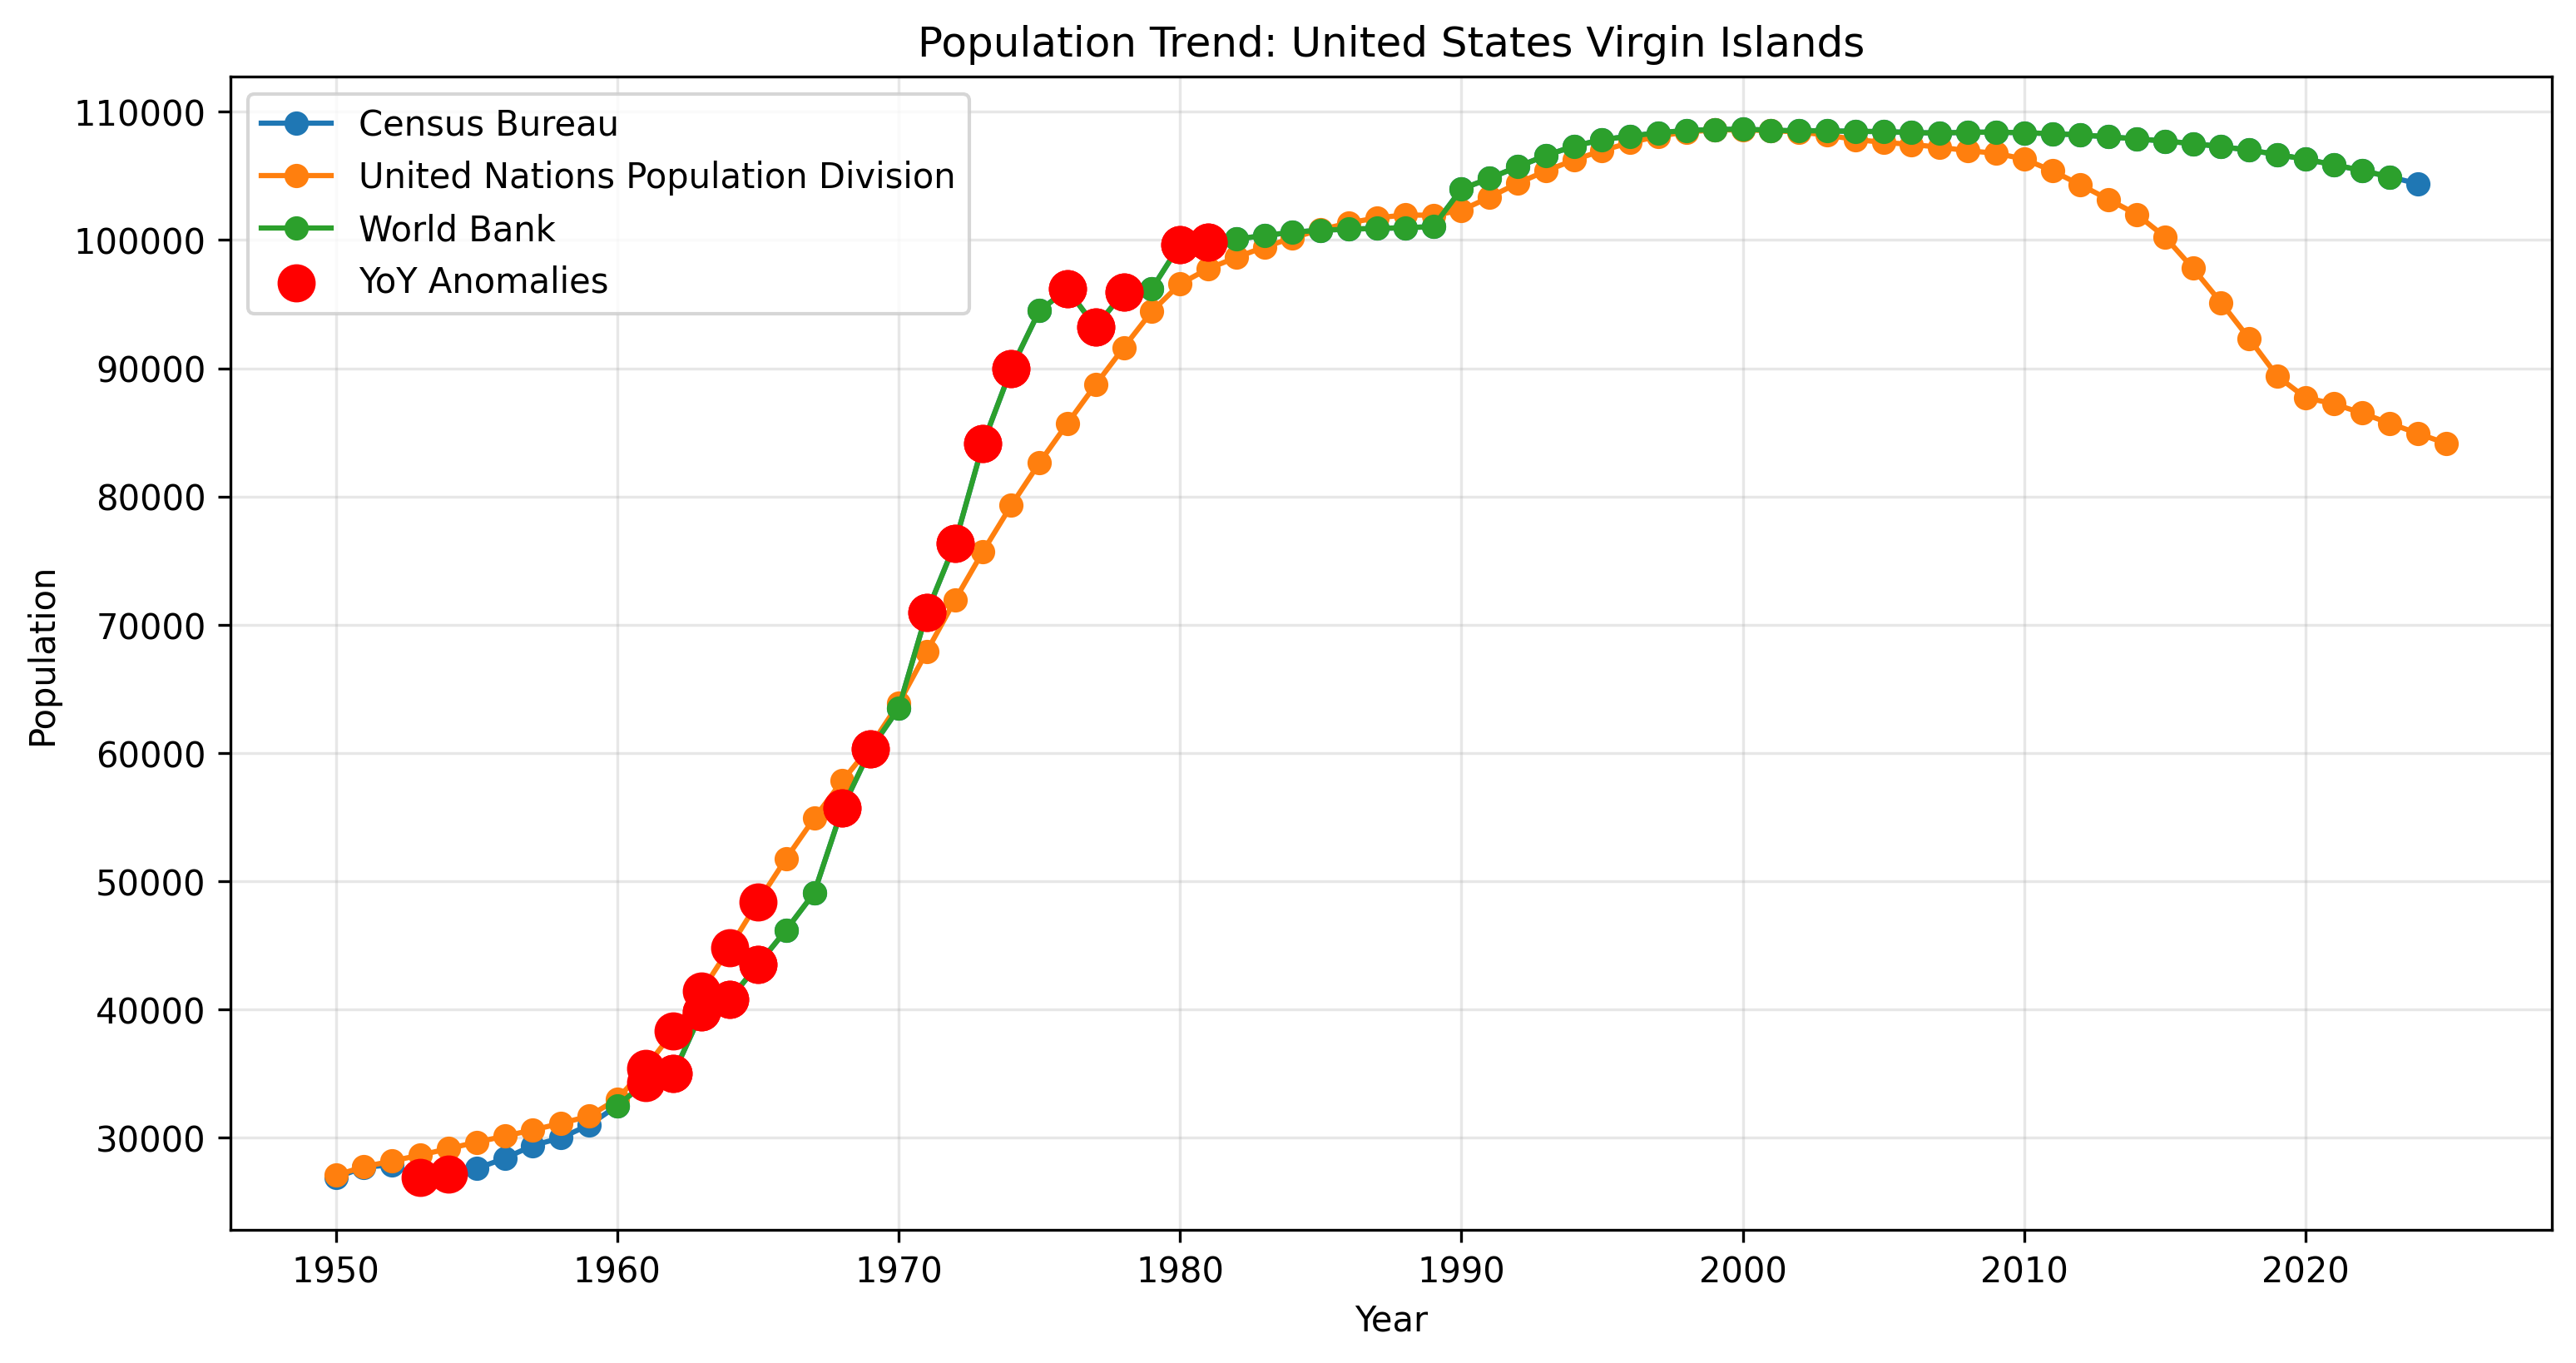 Population Trend: United States Virgin Islands
Census Bureau
United Nations Population Division
World Bank
YoY Anomalies
110000
100000
90000
80000
70000
60000
50000
40000
30000
Population
1950 1960 1970 1980 1990 2000 2010 2020
Year